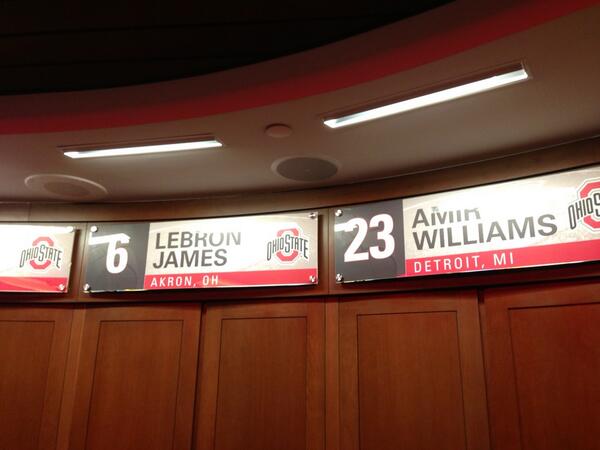 OHIO STATE
6
LEBRON
JAMES
AKRON, OH
OHIO STATE
23
AMIR
WILLIAMS
DETROIT, MI
OHIO STATE